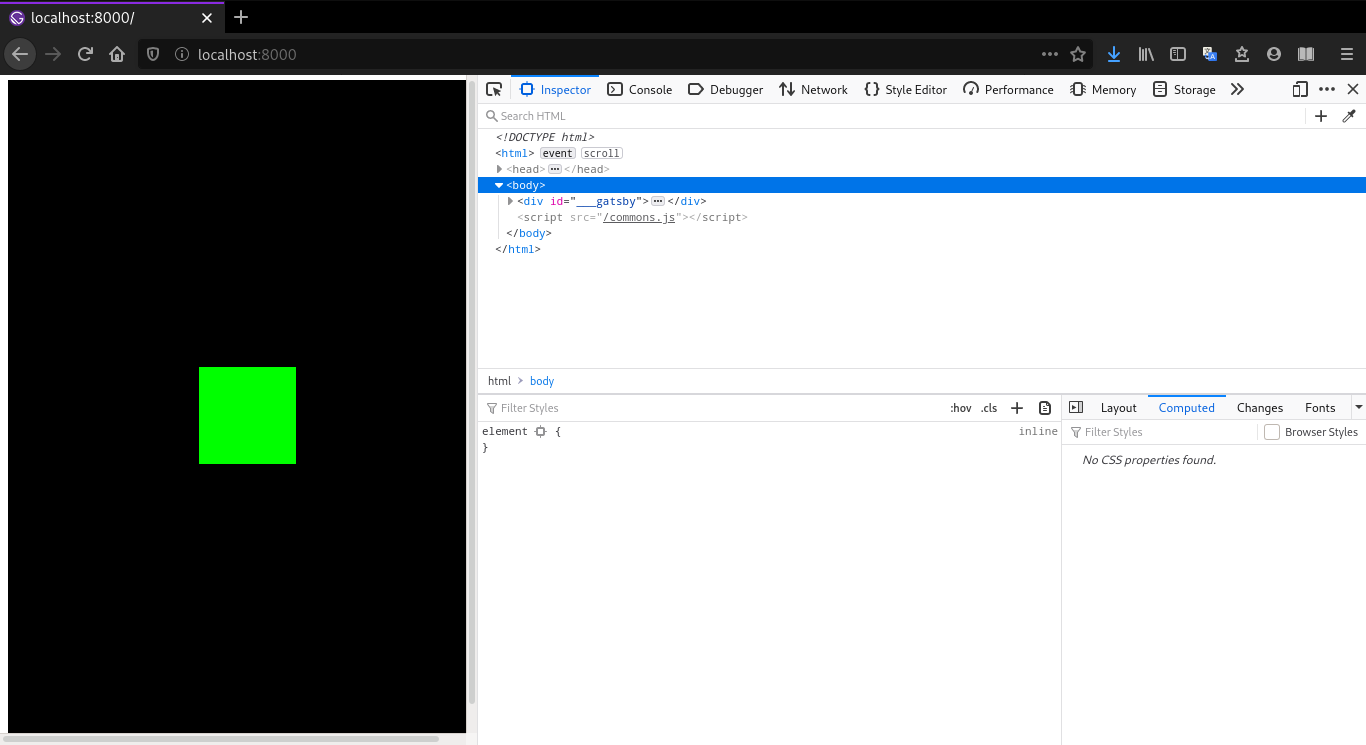 localhost:8000/
localhost:8000
Inspector Console Debugger Network Style Editor Performance Memory Storage
Search HTML
<!DOCTYPE html>
<html> event scroll
<head> ••• </head>
<body>
<div id="___gatsby"> ••• </div>
<script src="/commons.js"></script>
</body>
</html>
html > body
Filter Styles :hov .cls
Layout Computed Changes Fonts
element { inline
}
Filter Styles Browser Styles
No CSS properties found.